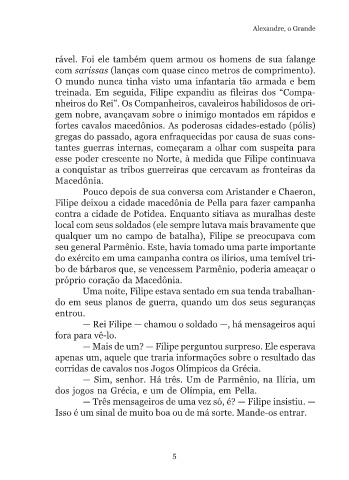 Alexandre, o Grande
rável. Foi ele também quem armou os homens de sua falange
com sarissas (lanças com quase cinco metros de comprimento).
O mundo nunca tinha visto uma infantaria tão armada e bem
treinada. Em seguida, Filipe expandiu as fileiras dos “Compa-
nheiros do Rei”. Os Companheiros, cavaleiros habilidosos de ori-
gem nobre, avançavam sobre o inimigo montados em rápidos e
fortes cavalos macedônios. As poderosas cidades-estado (pólis)
gregas do passado, agora enfraquecidas por causa de suas cons-
tantes guerras internas, começaram a olhar com suspeita para
esse poder crescente no Norte, à medida que Filipe continuava
a conquistar as tribos guerreiras que cercavam as fronteiras da
Macedônia.
Pouco depois de sua conversa com Aristander e Chaeron,
Filipe deixou a cidade macedônia de Pella para fazer campanha
contra a cidade de Potidea. Enquanto sitiava as muralhas deste
local com seus soldados (ele sempre lutava mais bravamente que
qualquer um no campo de batalha), Filipe se preocupava com
seu general Parmênio. Este, havia tomado uma parte importante
do exército em uma campanha contra os ilírios, uma temível tri-
bo de bárbaros que, se vencessem Parmênio, poderia ameaçar o
próprio coração da Macedônia.
Uma noite, Filipe estava sentado em sua tenda trabalhan-
do em seus planos de guerra, quando um dos seus seguranças
entrou.
— Rei Filipe — chamou o soldado —, há mensageiros aqui
fora para vê-lo.
— Mais de um? — Filipe perguntou surpreso. Ele esperava
apenas um, aquele que traria informações sobre o resultado das
corridas de cavalos nos Jogos Olímpicos da Grécia.
— Sim, senhor. Há três. Um de Parmênio, na Ilíria, um
dos jogos na Grécia, e um de Olímpia, em Pella.
— Três mensageiros de uma vez só, é? — Filipe insistiu. —
Isso é um sinal de muito boa ou de má sorte. Mande-os entrar.
5